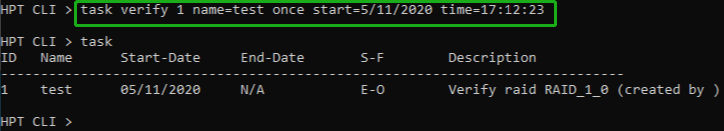 HPT CLI > task verify 1 name=test once start=5/11/2020 time=17:12:23
HPT CLI > task
ID Name Start-Date End-Date S-F Description
-------------------------------------------------------------------------------
1 test 05/11/2020 N/A E-O Verify raid RAID_1_0 (created by )
HPT CLI >